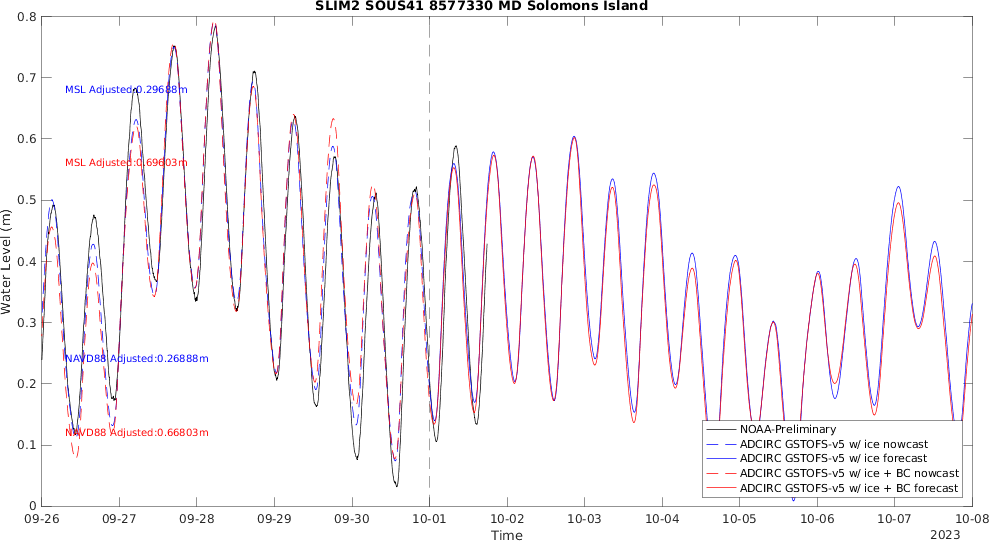 SLIM2 SOUS41 8577330 MD Solomons Island
0.8
0.7
0.6
0.5
0.4
0.3
0.2
0.1
0
Water Level (m)
MSL Adjusted:0.29688m
MSL Adjusted:0.69603m
NAVD88 Adjusted:0.26888m
NAVD88 Adjusted:0.66803m
NOAA-Preliminary
ADCIRC GSTOFS-v5 w/ ice nowcast
ADCIRC GSTOFS-v5 w/ ice forecast
ADCIRC GSTOFS-v5 w/ ice + BC nowcast
ADCIRC GSTOFS-v5 w/ ice + BC forecast
09-26 09-27 09-28 09-29 09-30 10-01 10-02 10-03 10-04 10-05 10-06 10-07 10-08
Time
2023